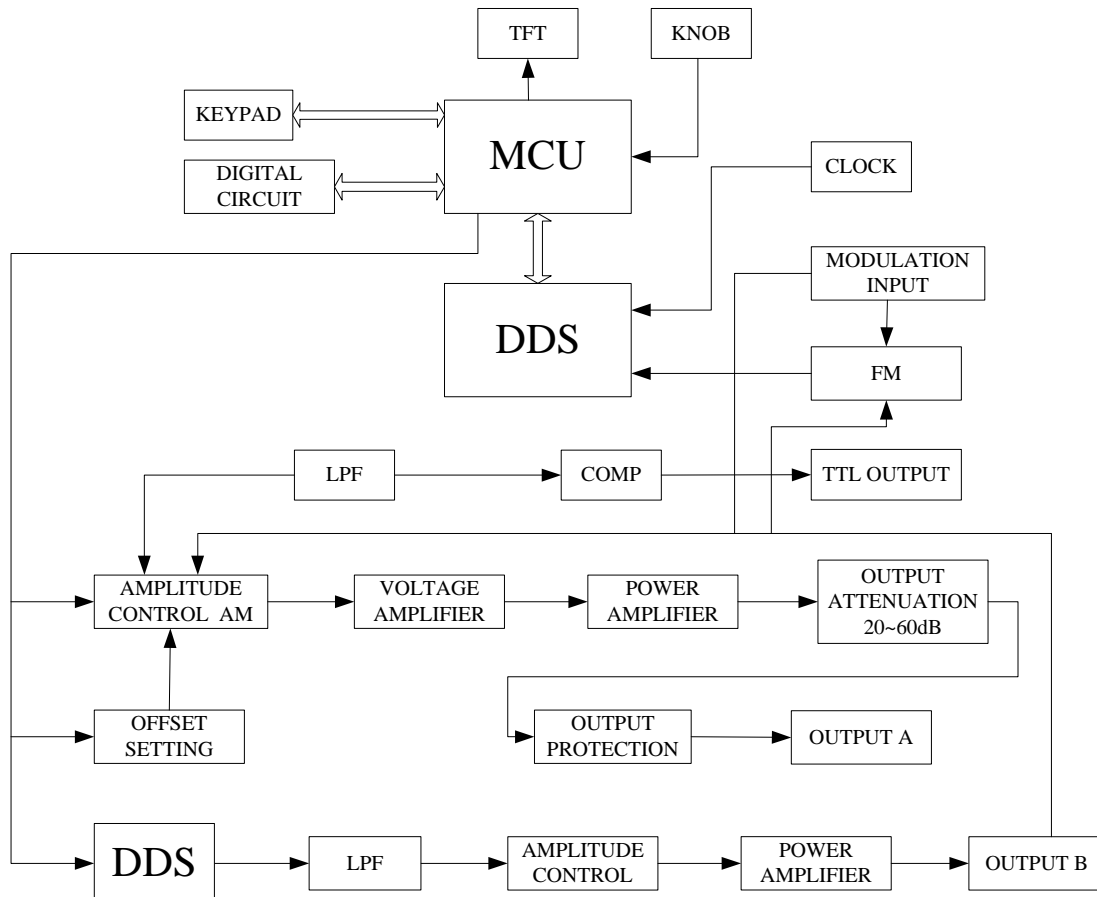 TFT
KNOB
KEYPAD
MCU
DIGITAL
CIRCUIT
CLOCK
MODULATION
INPUT
DDS
FM
LPF
COMP
TTL OUTPUT
AMPLITUDE
CONTROL AM
VOLTAGE
AMPLIFIER
POWER
AMPLIFIER
OUTPUT
ATTENUATION
20~60dB
OFFSET
SETTING
OUTPUT
PROTECTION
OUTPUT A
DDS
LPF
AMPLITUDE
CONTROL
POWER
AMPLIFIER
OUTPUT B